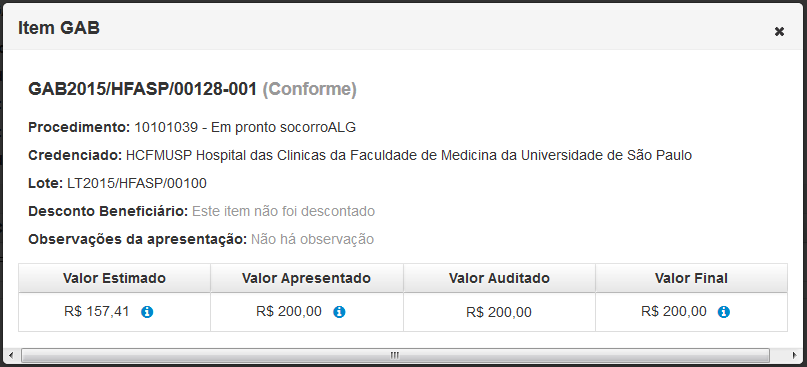 Item GAB
GAB2015/HFASP/00128-001 (Conforme)
Procedimento: 10101039 - Em pronto socorroALG
Credenciado: HCFMUSP Hospital das Clinicas da Faculdade de Medicina da Universidade de São Paulo
Lote: LT2015/HFASP/00100
Desconto Beneficiário: Este item não foi descontado
Observações da apresentação: Não há observação
Valor Estimado Valor Apresentado Valor Auditado Valor Final
R$ 157,41 R$ 200,00 R$ 200,00 R$ 200,00